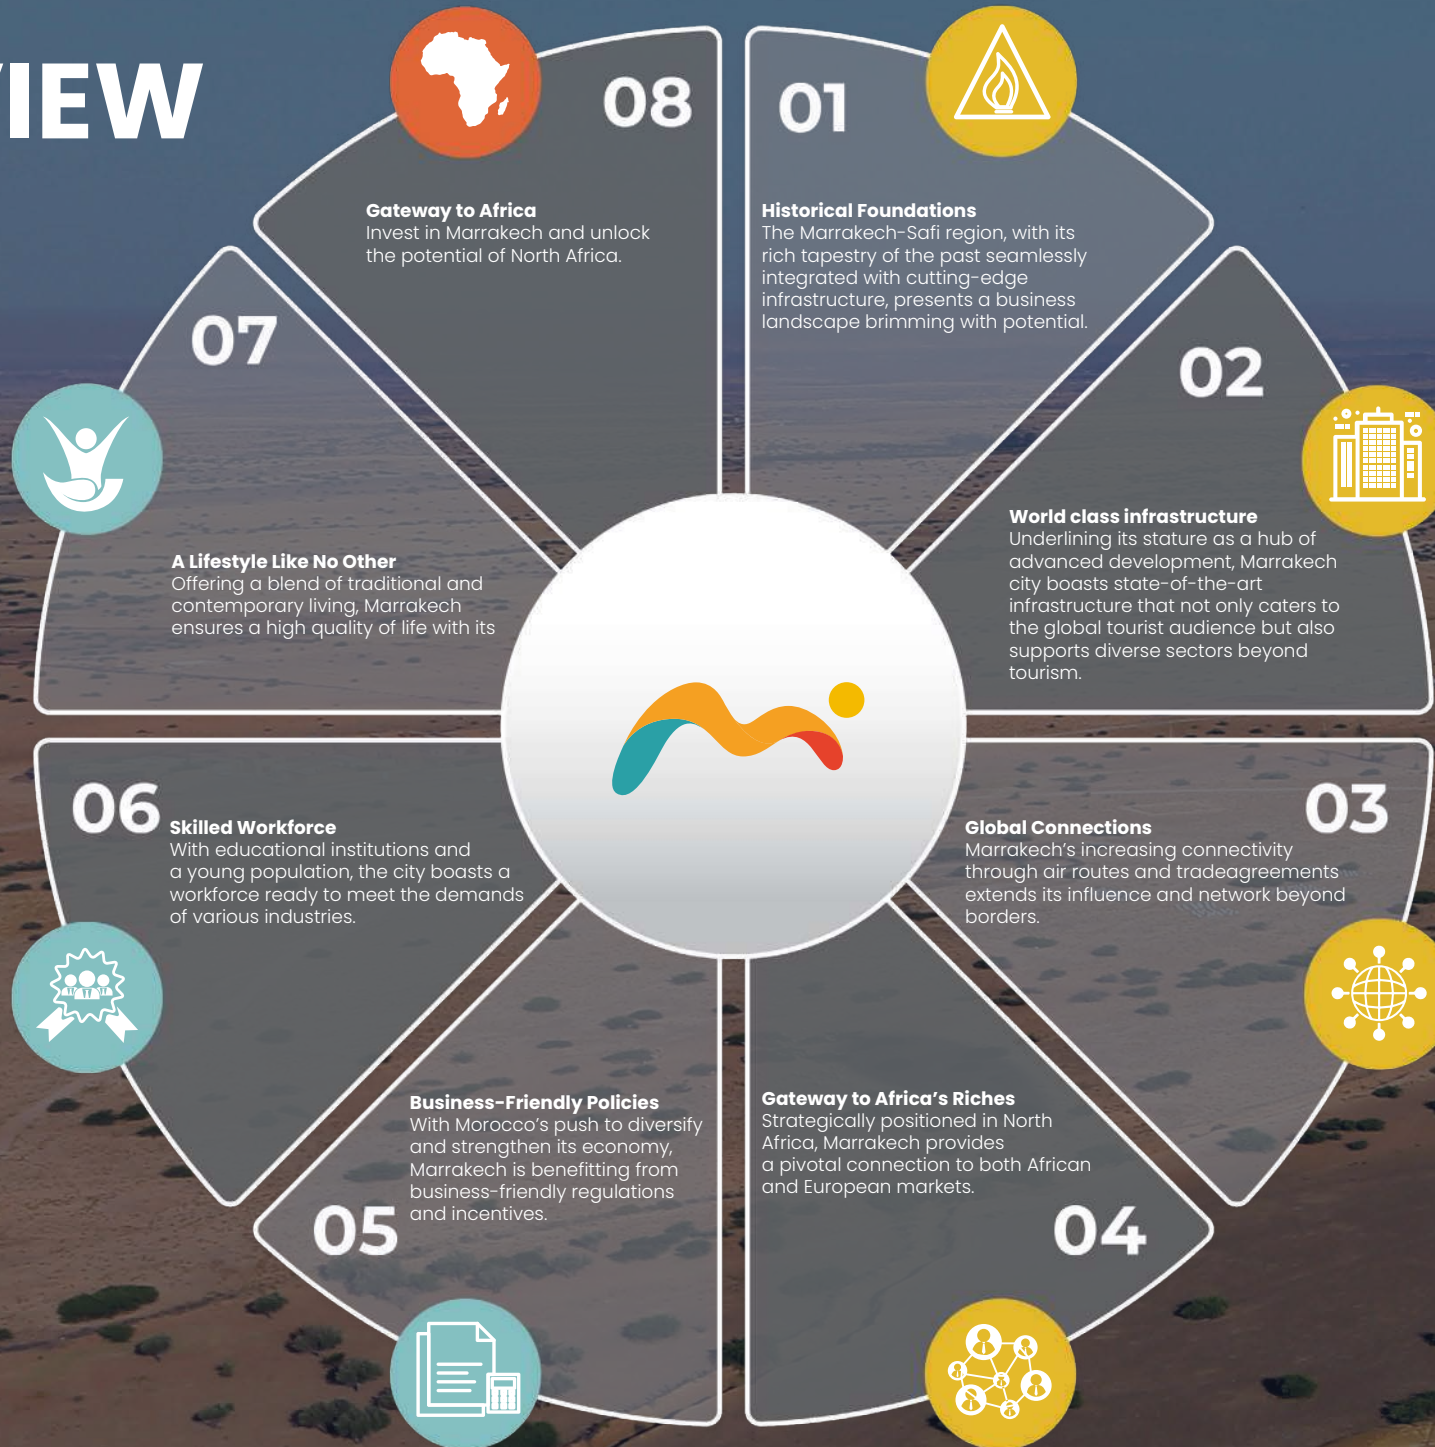 VIEW
08
01
Gateway to Africa
Invest in Marrakech and unlock
the potential of North Africa.
Historical Foundations
The Marrakech-Safi region, with its
rich tapestry of the past seamlessly
integrated with cutting-edge
infrastructure, presents a business
landscape brimming with potential.
07
02
A Lifestyle Like No Other
Offering a blend of traditional and
contemporary living, Marrakech
ensures a high quality of life with its
World class infrastructure
Underlining its stature as a hub of
advanced development, Marrakech
city boasts state-of-the-art
infrastructure that not only caters to
the global tourist audience but also
supports diverse sectors beyond
tourism.
06
Skilled Workforce
With educational institutions and
a young population, the city boasts a
workforce ready to meet the demands
of various industries.
03
Global Connections
Marrakech’s increasing connectivity
through air routes and tradeagreements
extends its influence and network beyond
borders.
Business-Friendly Policies
With Morocco’s push to diversify
and strengthen its economy,
Marrakech is benefitting from
business-friendly regulations
and incentives.
05
Gateway to Africa’s Riches
Strategically positioned in North
Africa, Marrakech provides
a pivotal connection to both African
and European markets.
04